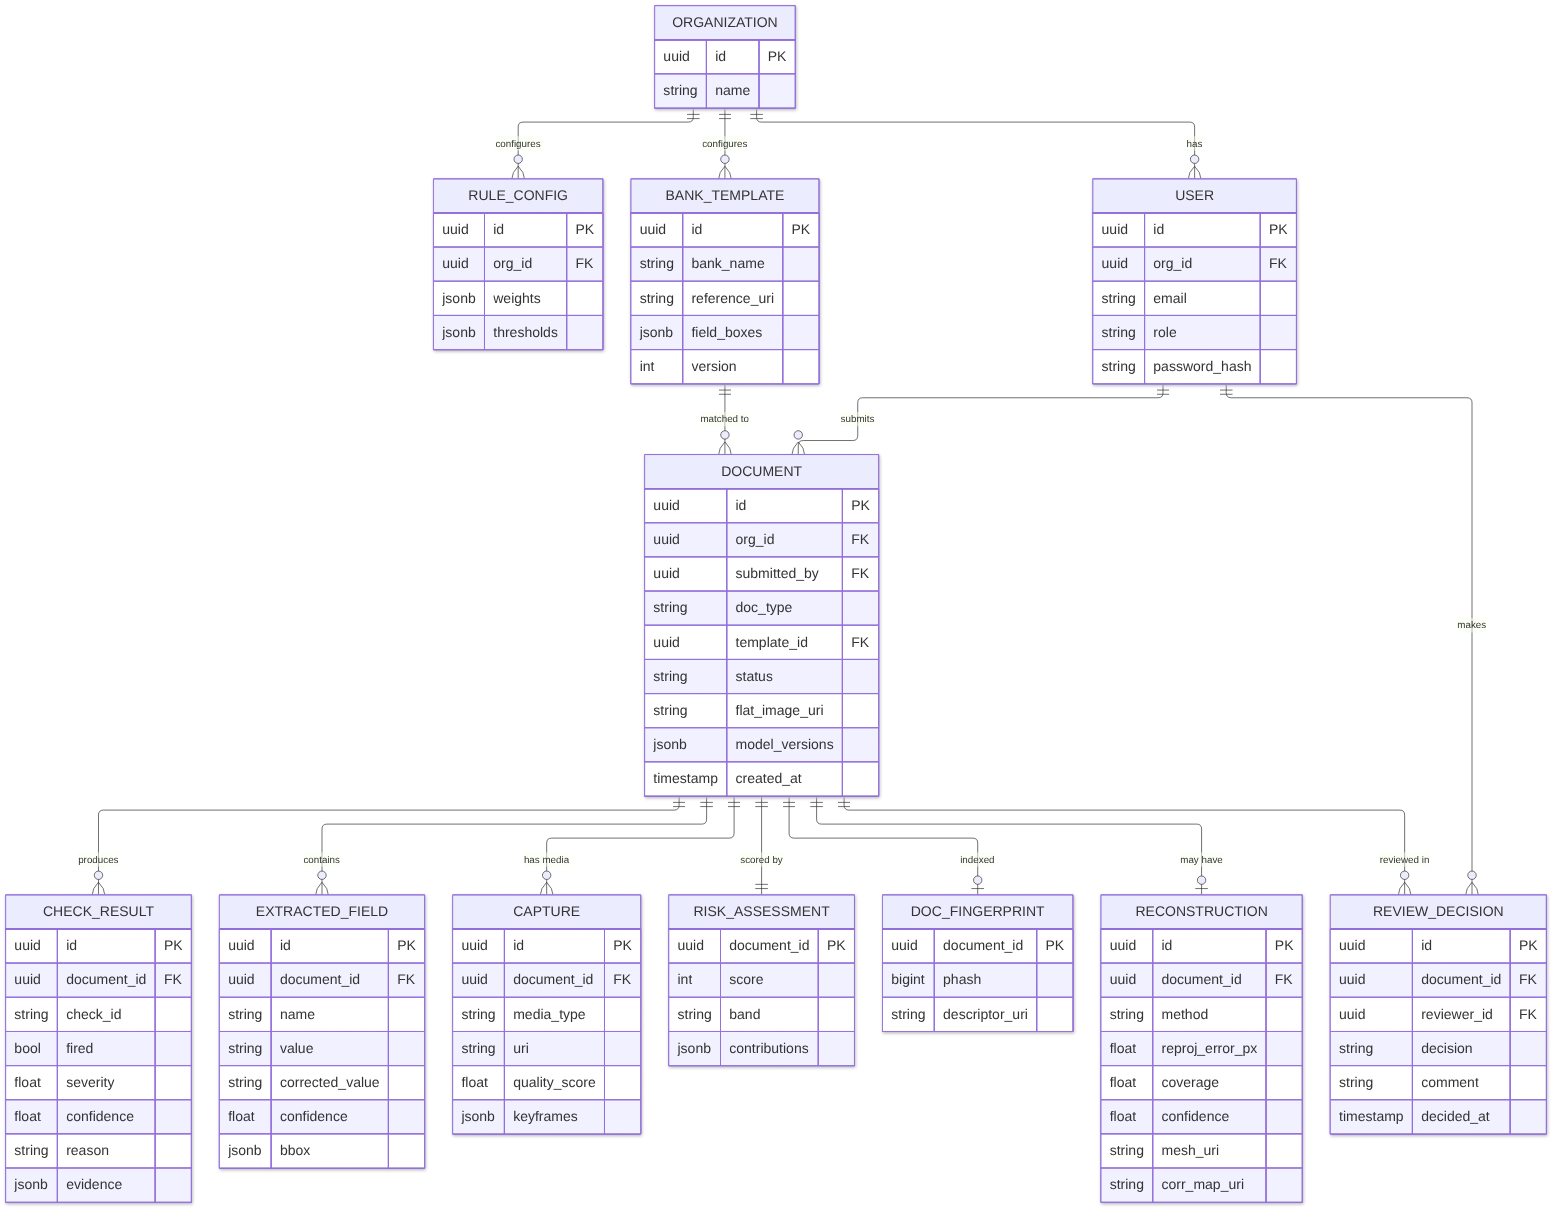 ORGANIZATION
uuid id PK
string name
configures
configures
has
RULE_CONFIG
uuid id PK
uuid org_id FK
jsonb weights
jsonb thresholds
BANK_TEMPLATE
uuid id PK
string bank_name
string reference_uri
jsonb field_boxes
int version
USER
uuid id PK
uuid org_id FK
string email
string role
string password_hash
matched to
submits
makes
DOCUMENT
uuid id PK
uuid org_id FK
uuid submitted_by FK
string doc_type
uuid template_id FK
string status
string flat_image_uri
jsonb model_versions
timestamp created_at
produces
contains
has media
scored by
indexed
may have
reviewed in
CHECK_RESULT
uuid id PK
uuid document_id FK
string check_id
bool fired
float severity
float confidence
string reason
jsonb evidence
EXTRACTED_FIELD
uuid id PK
uuid document_id FK
string name
string value
string corrected_value
float confidence
jsonb bbox
CAPTURE
uuid id PK
uuid document_id FK
string media_type
string uri
float quality_score
jsonb keyframes
RISK_ASSESSMENT
uuid document_id PK
int score
string band
jsonb contributions
DOC_FINGERPRINT
uuid document_id PK
bigint phash
string descriptor_uri
RECONSTRUCTION
uuid id PK
uuid document_id FK
string method
float reproj_error_px
float coverage
float confidence
string mesh_uri
string corr_map_uri
REVIEW_DECISION
uuid id PK
uuid document_id FK
uuid reviewer_id FK
string decision
string comment
timestamp decided_at